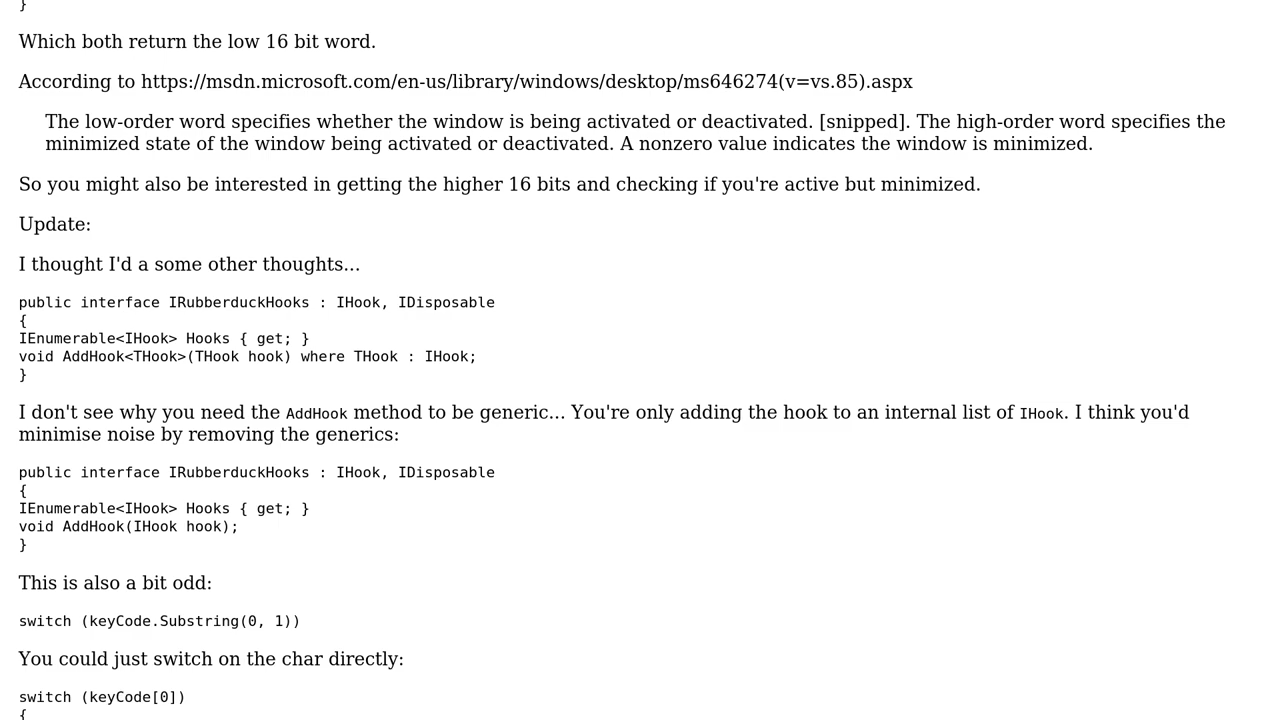 }
Which both return the low 16 bit word.
According to https://msdn.microsoft.com/en-us/library/windows/desktop/ms646274(v=vs.85).aspx
The low-order word specifies whether the window is being activated or deactivated. [snipped]. The high-order word specifies the
minimized state of the window being activated or deactivated. A nonzero value indicates the window is minimized.
So you might also be interested in getting the higher 16 bits and checking if you're active but minimized.
Update:
I thought I'd a some other thoughts...
public interface IRubberduckHooks : IHook, IDisposable
{
IEnumerable<IHook> Hooks { get; }
void AddHook<THook>(THook hook) where THook : IHook;
}
I don't see why you need the AddHook method to be generic... You're only adding the hook to an internal list of IHook. I think you'd
minimise noise by removing the generics:
public interface IRubberduckHooks : IHook, IDisposable
{
IEnumerable<IHook> Hooks { get; }
void AddHook(IHook hook);
}
This is also a bit odd:
switch (keyCode.Substring(0, 1))
You could just switch on the char directly:
switch (keyCode[0])
{